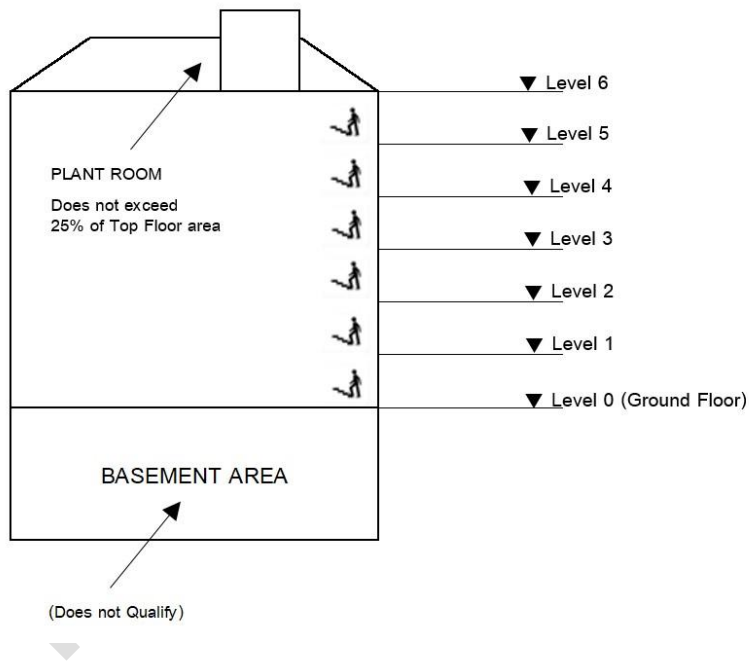 Level 6
Level 5
PLANT ROOM
Does not exceed
25% of Top Floor area
Level 4
Level 3
Level 2
Level 1
Level 0 (Ground Floor)
BASEMENT AREA
(Does not Qualify)